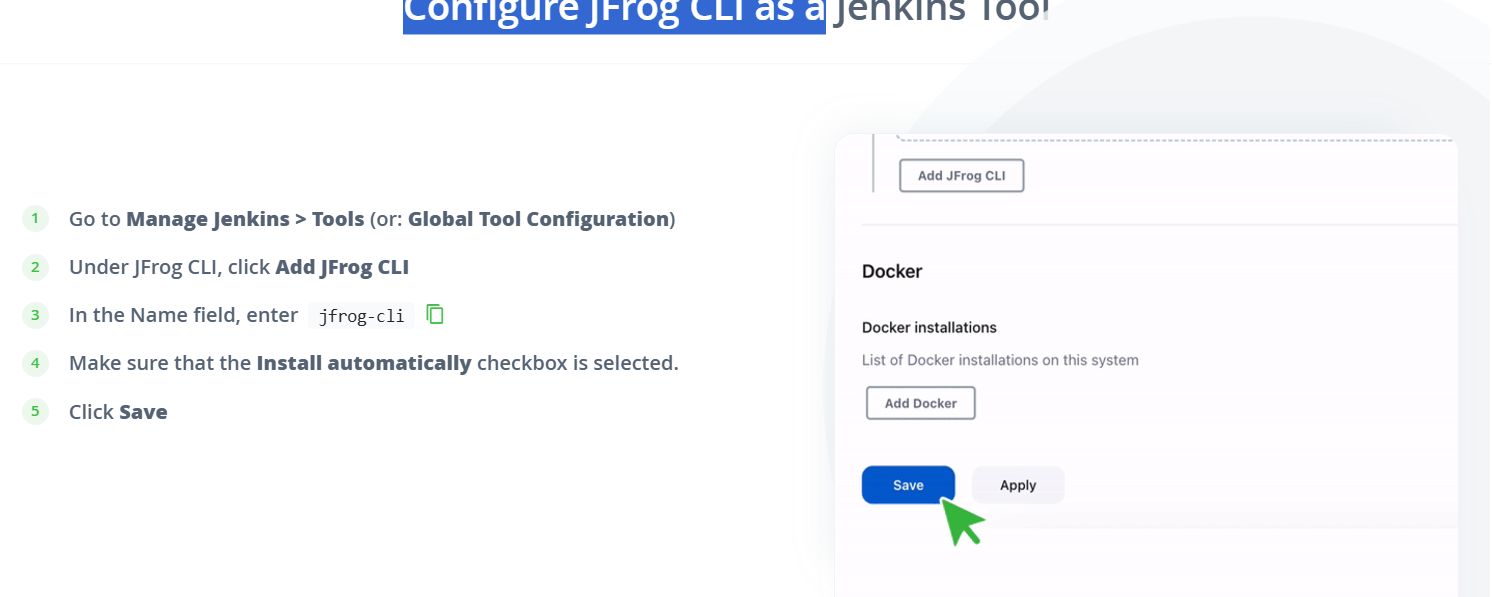 Configure JFrog CLI as a Jenkins Tool
1 Go to Manage Jenkins > Tools (or: Global Tool Configuration)
2 Under JFrog CLI, click Add JFrog CLI
3 In the Name field, enter jfrog-cli
4 Make sure that the Install automatically checkbox is selected.
5 Click Save
Add JFrog CLI
Docker
Docker installations
List of Docker installations on this system
Add Docker
Save Apply